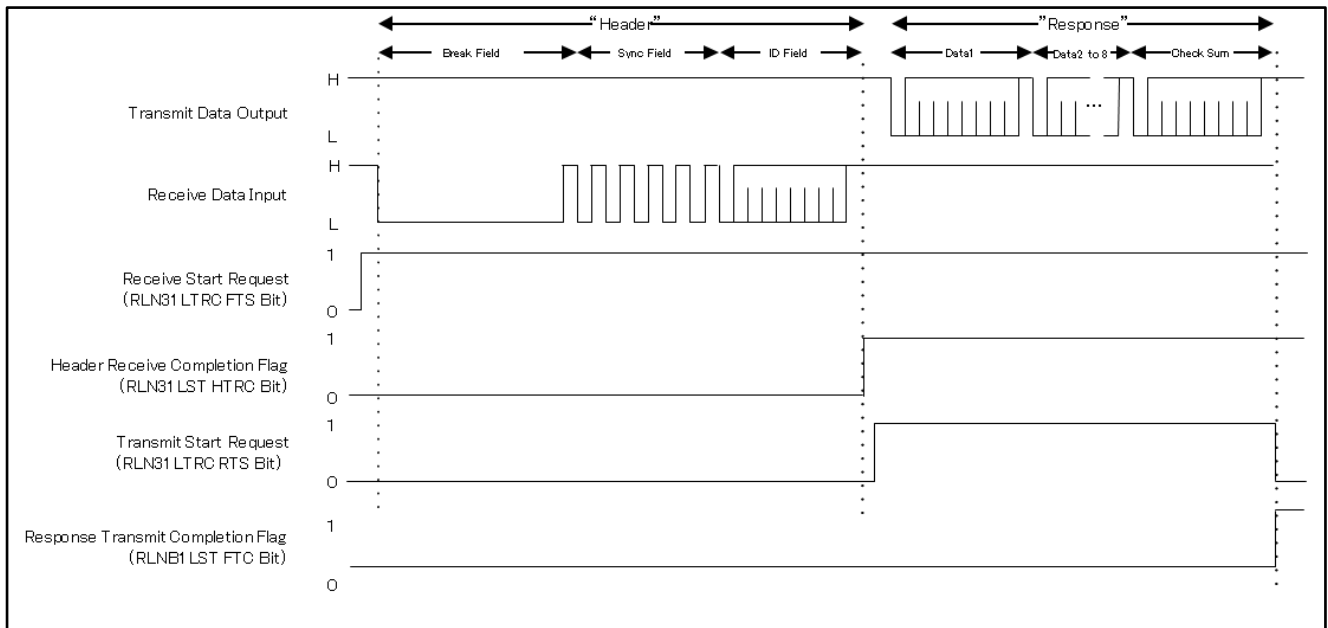 "Header"
"Response"
Break Field
Sync Field
ID Field
Data1
Data2 to 8
Check Sum
H
Transmit Data Output
...
L
H
Receive Data Input
L
1
Receive Start Request
(RLN31 LTRC FTS Bit)
0
1
Header Receive Completion Flag
(RLN31 LST HTRC Bit)
0
1
Transmit Start Request
(RLN31 LTRC RTS Bit)
0
1
Response Transmit Completion Flag
(RLNB1 LST FTC Bit)
0